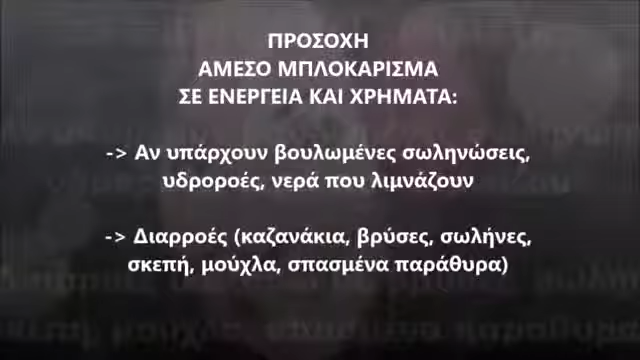 ΠΡΟΣΟΧΗ
ΑΜΕΣΟ ΜΠΛΟΚΑΡΙΣΜΑ
ΣΕ ΕΝΕΡΓΕΙΑ ΚΑΙ ΧΡΗΜΑΤΑ:
-> Αν υπάρχουν βουλωμένες σωληνώσεις,
υδροροές, νερά που λιμνάζουν
-> Διαρροές (καζανάκια, βρύσες, σωλήνες,
σκεπή, μούχλα, σπασμένα παράθυρα)